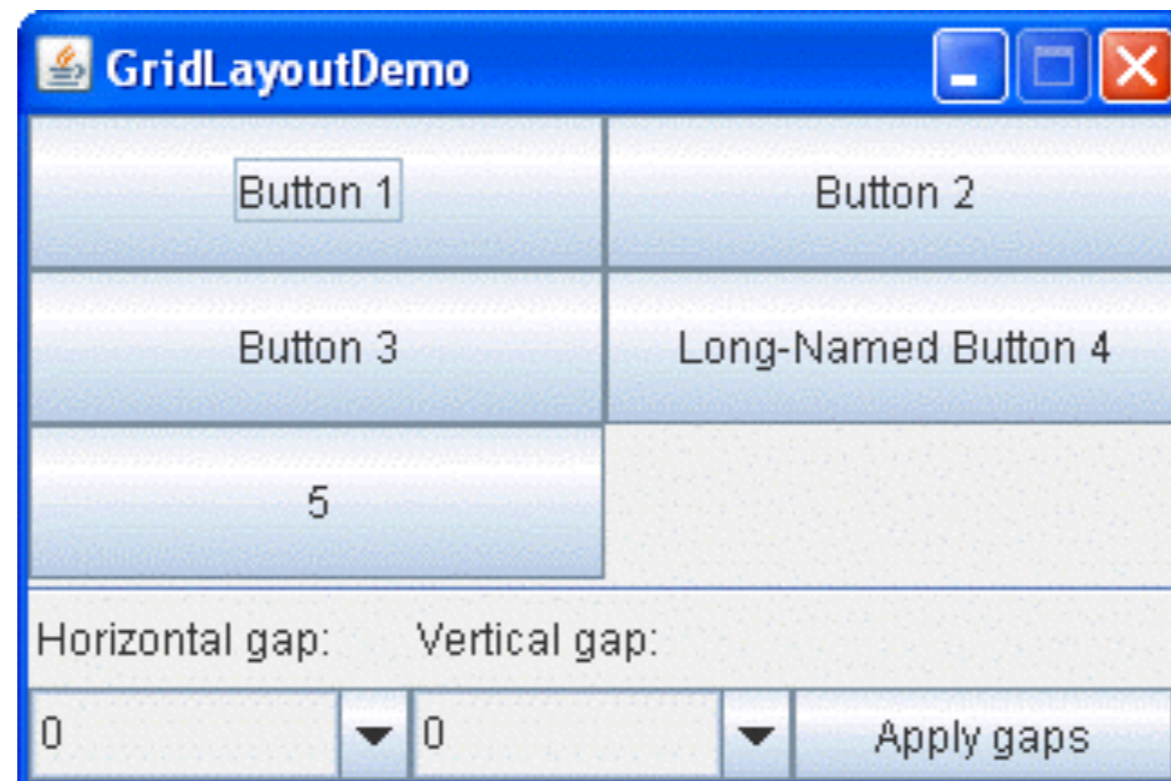 GridLayoutDemo
Button 1 Button 2
Button 3 Long-Named Button 4
5
Horizontal gap: Vertical gap:
0 0 Apply gaps